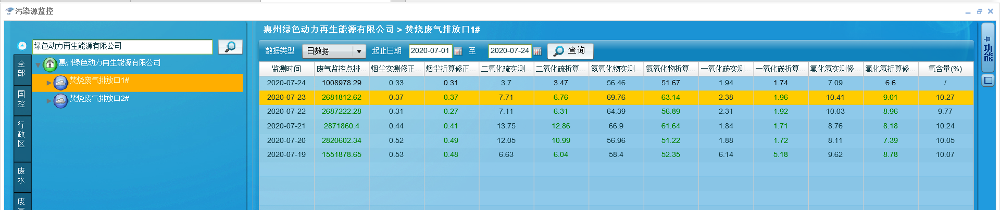 污染源监控
惠州绿色动力再生能源有限公司 > 焚烧废气排放口1#
绿色动力再生能源有限公司
全部
国控
行政区
废水
惠州绿色动力再生能源有限公司
焚烧废气排放口1#
焚烧废气排放口2#
数据类型 日数据 起止日期 2020-07-01 至 2020-07-24 查询
功能
监测时间 废气监控点排... 烟尘实测修正... 烟尘折算修正... 二氧化硫实测... 二氧化硫折算... 氮氧化物实测... 氮氧化物折算... 一氧化碳实测... 一氧化碳折算... 氯化氢实测修... 氯化氢折算修... 氧含量(%)
2020-07-24 1008978.29 0.33 0.31 3.7 3.47 56.46 51.67 1.94 1.74 7.09 6.6 /
2020-07-23 2681812.62 0.37 0.37 7.71 6.76 69.76 63.14 2.38 1.96 10.41 9.01 10.27
2020-07-22 2687222.28 0.31 0.27 7.11 6.31 64.39 56.89 2.31 1.92 10.03 8.96 9.77
2020-07-21 2871860.4 0.44 0.41 13.75 12.86 66.9 61.64 1.84 1.71 8.76 8.18 10.24
2020-07-20 2820602.34 0.52 0.49 12.05 10.99 56.96 51.22 1.88 1.72 8.11 7.39 10.05
2020-07-19 1551878.65 0.53 0.48 6.63 6.04 58.4 52.35 6.14 5.18 9.62 8.78 10.07